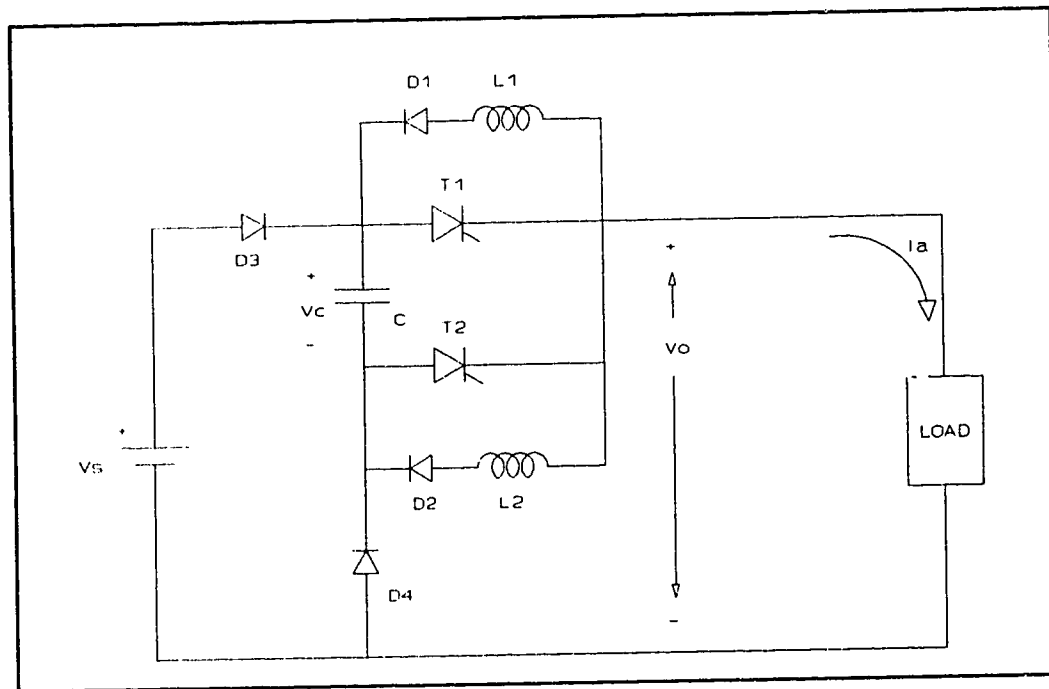 D1
L1
T1
D3
Ia
+
+
Vc
C
-
T2
Vo
LOAD
+
Vs
D2
L2
D4
-